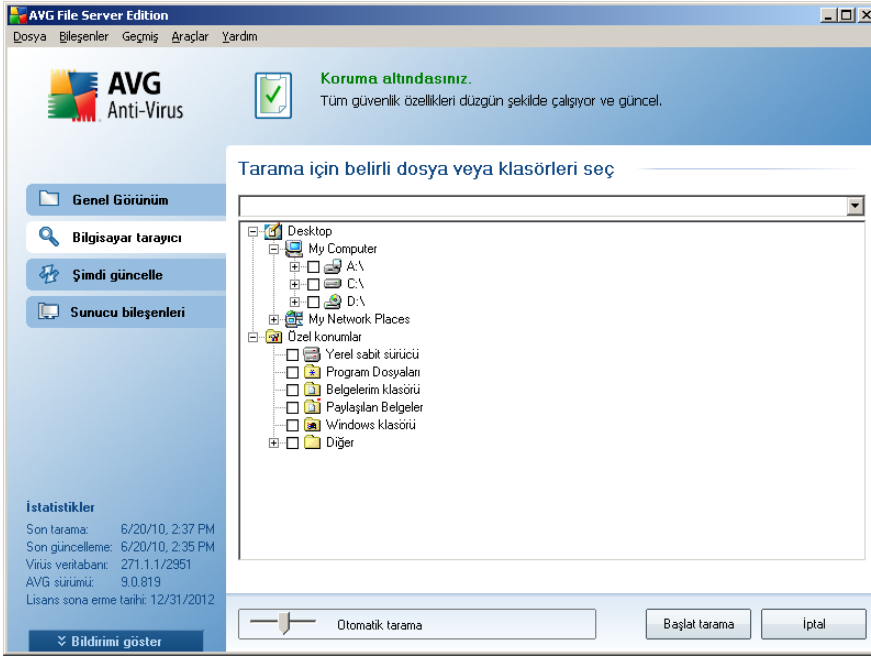 AVG File Server Edition
Dosya Bileşenler Geçmiş Araçlar Yardım
AVG
Anti-Virus
Koruma altındasınız.
Tüm güvenlik özellikleri düzgün şekilde çalışıyor ve güncel.
Tarama için belirli dosya veya klasörleri seç
Genel Görünüm
Bilgisayar tarayıcı
Şimdi güncelle
Sunucu bileşenleri
Desktop
My Computer
A:\
C:\
D:\
My Network Places
Özel konumlar
Yerel sabit sürücü
Program Dosyaları
Belgelerim klasörü
Paylaşılan Belgeler
Windows klasörü
Diğer
İstatistikler
Son tarama: 6/20/10, 2:37 PM
Son güncelleme: 6/20/10, 2:35 PM
Virüs veritabanı: 271.1.1/2951
AVG sürümü: 9.0.819
Lisans sona erme tarihi: 12/31/2012
Bildirimi göster
Otomatik tarama
Başlat tarama
İptal